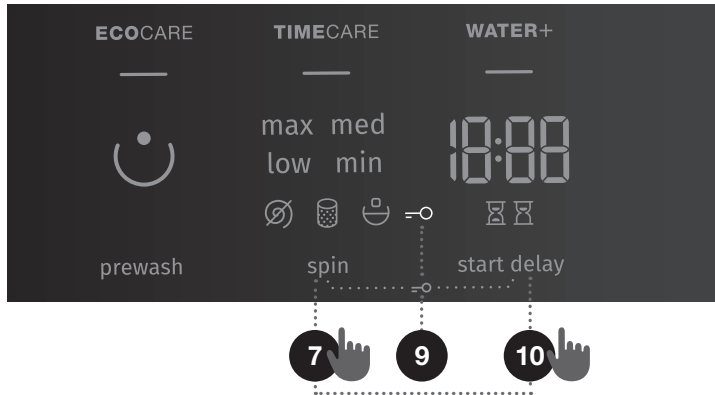 ECOCARE TIMECARE WATER+
max med
low min
18:88
prewash spin start delay
7 9 10